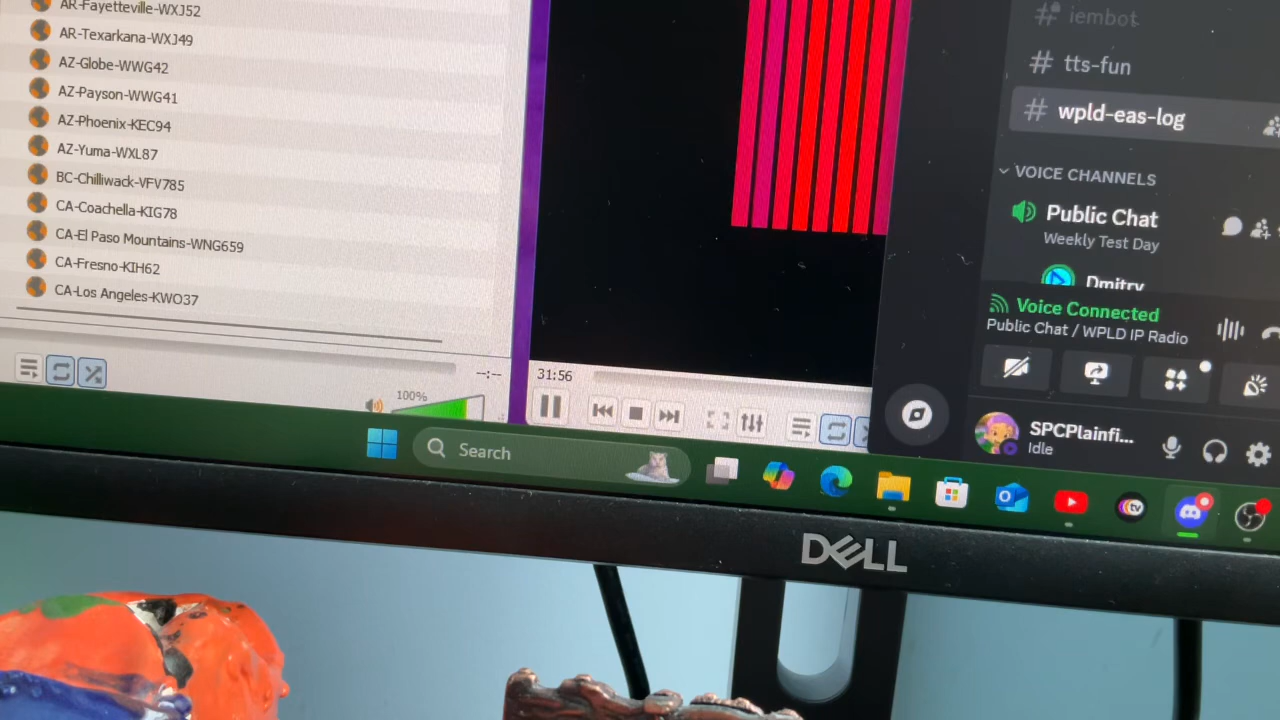 AR-Fayetteville-WXJ52
AR-Texarkana-WXJ49
AZ-Globe-WWG42
AZ-Payson-WWG41
AZ-Phoenix-KEC94
AZ-Yuma-WXL87
BC-Chilliwack-VFV785
CA-Coachella-KIG78
CA-El Paso Mountains-WNG659
CA-Fresno-KIH62
CA-Los Angeles-KWO37
--:--
100%
31:56
iembot
# tts-fun
# wpld-eas-log
VOICE CHANNELS
Public Chat
Weekly Test Day
Dmitry
Voice Connected
Public Chat / WPLD IP Radio
SPCPlainfi...
Idle
Search
tv
DELL